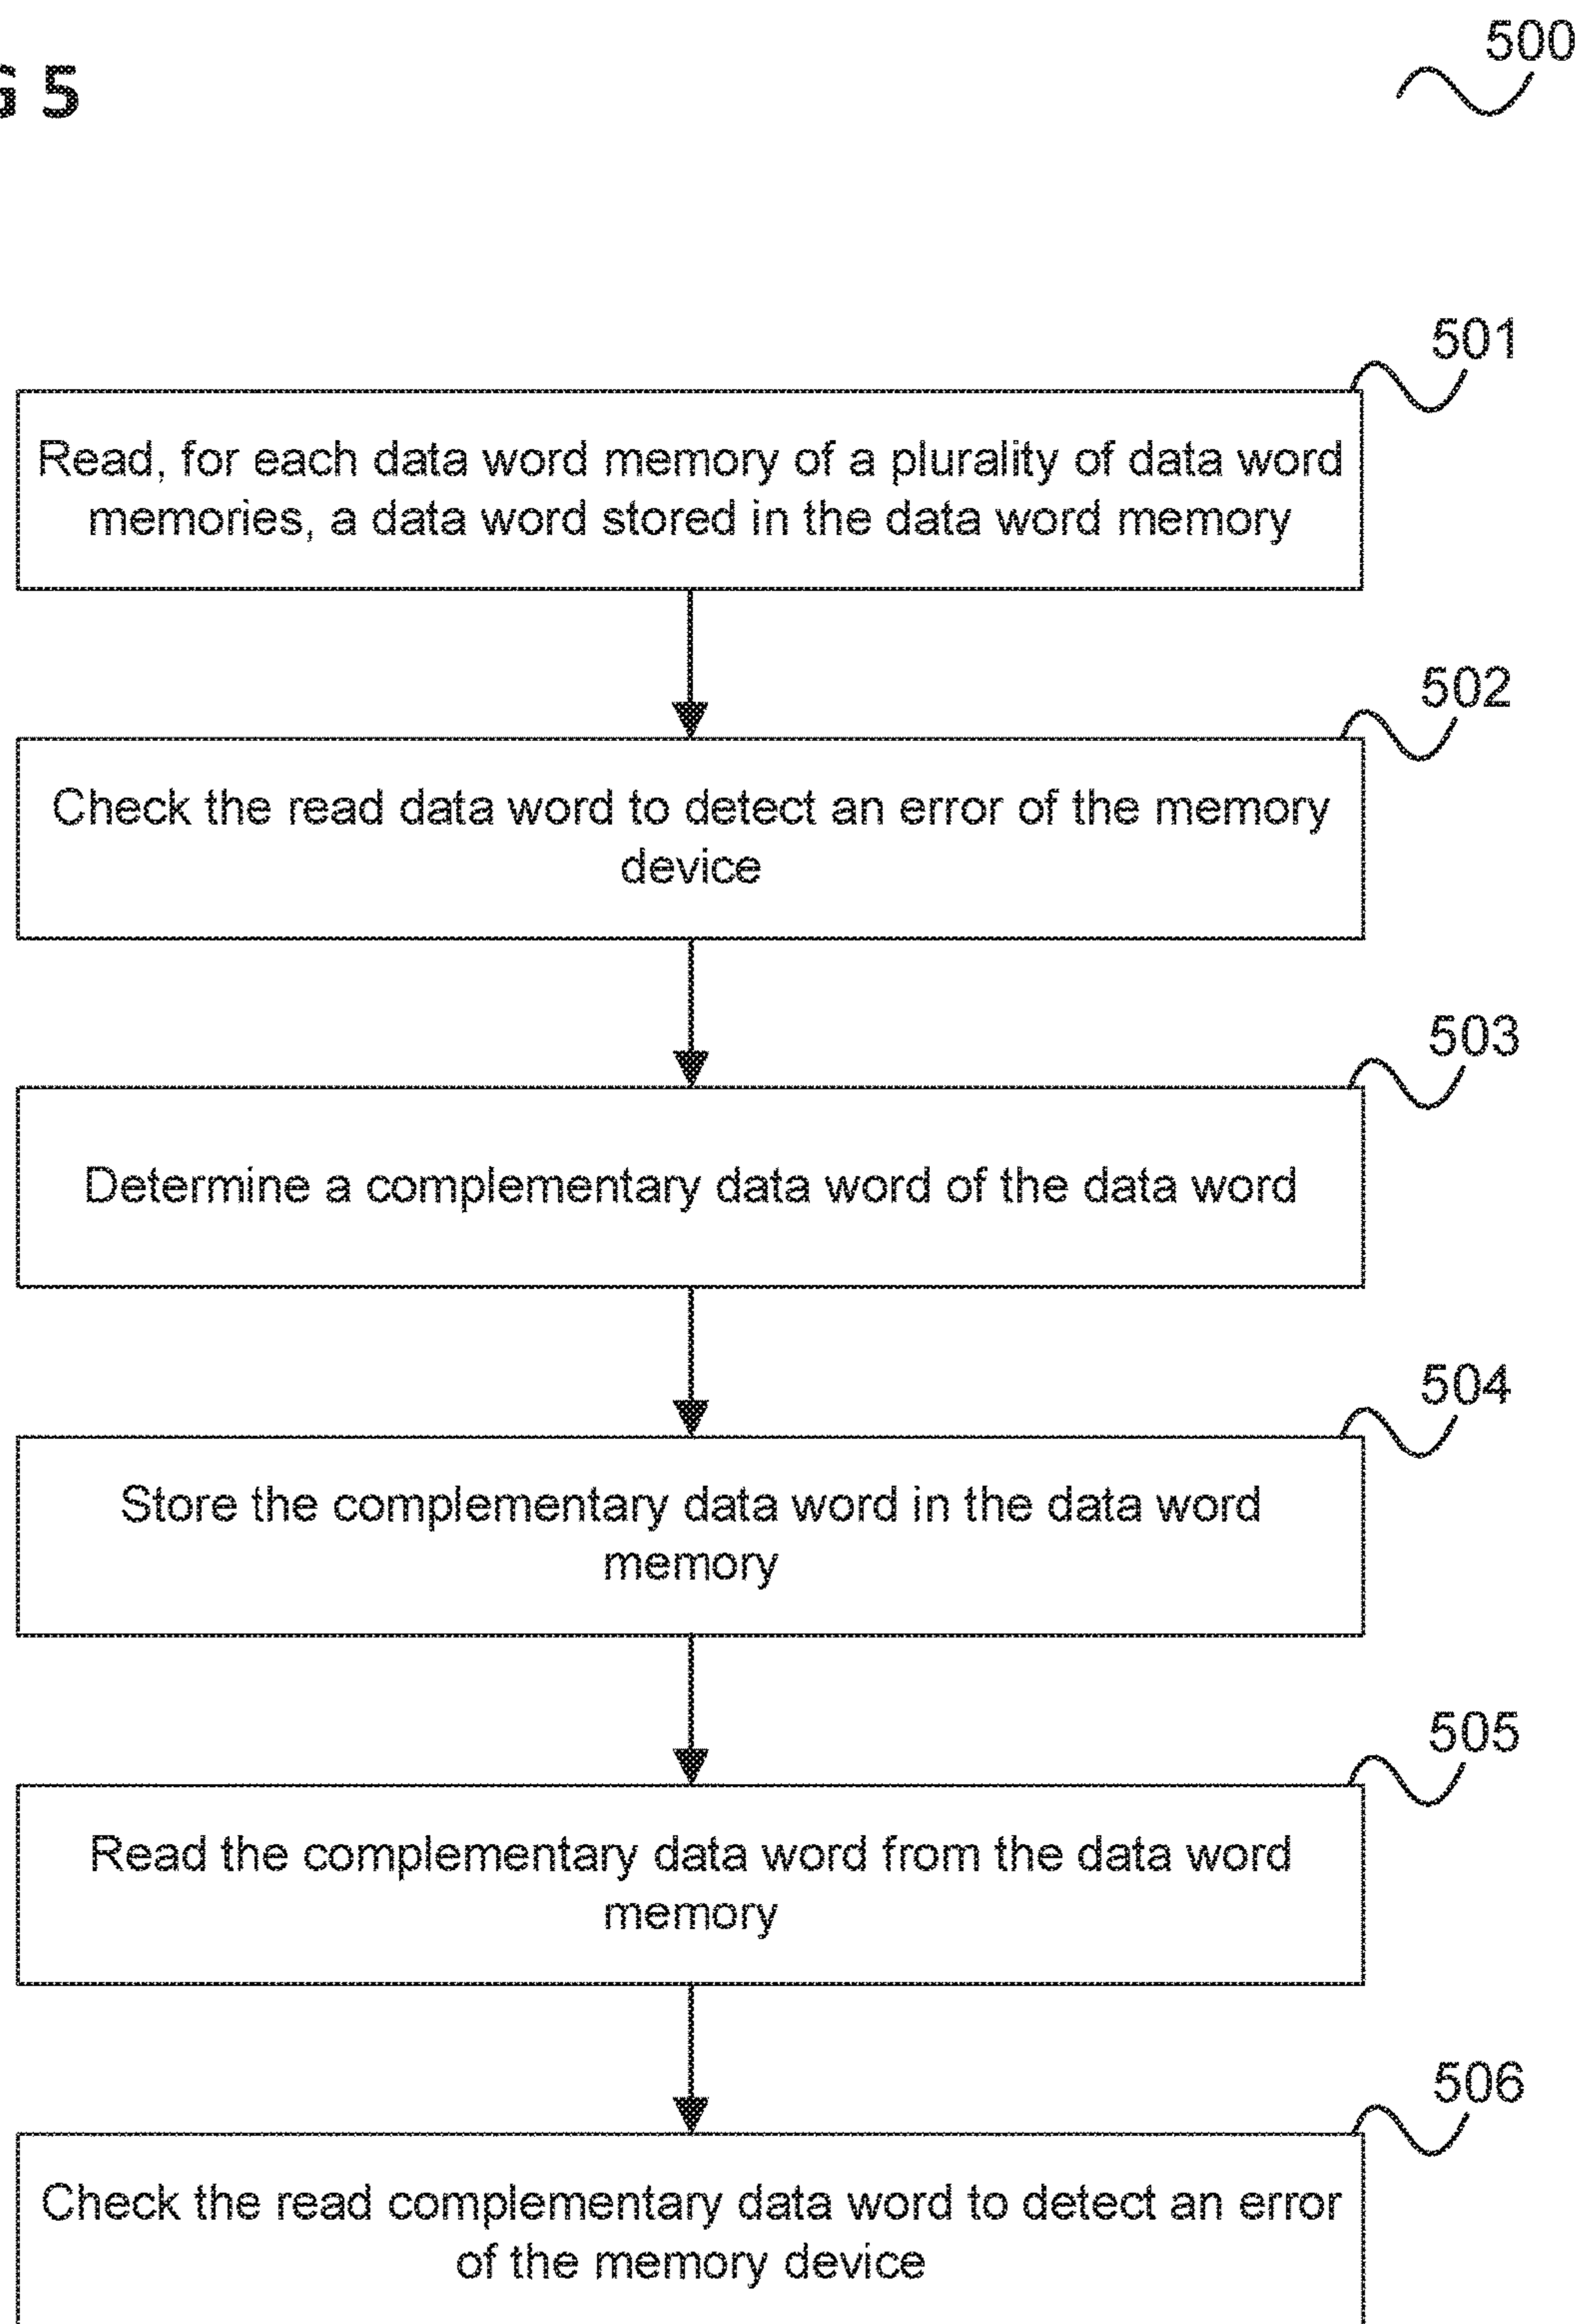 G 5
500
501
Read, for each data word memory of a plurality of data word
memories, a data word stored in the data word memory
502
Check the read data word to detect an error of the memory
device
503
Determine a complementary data word of the data word
504
Store the complementary data word in the data word
memory
505
Read the complementary data word from the data word
memory
506
Check the read complementary data word to detect an error
of the memory device